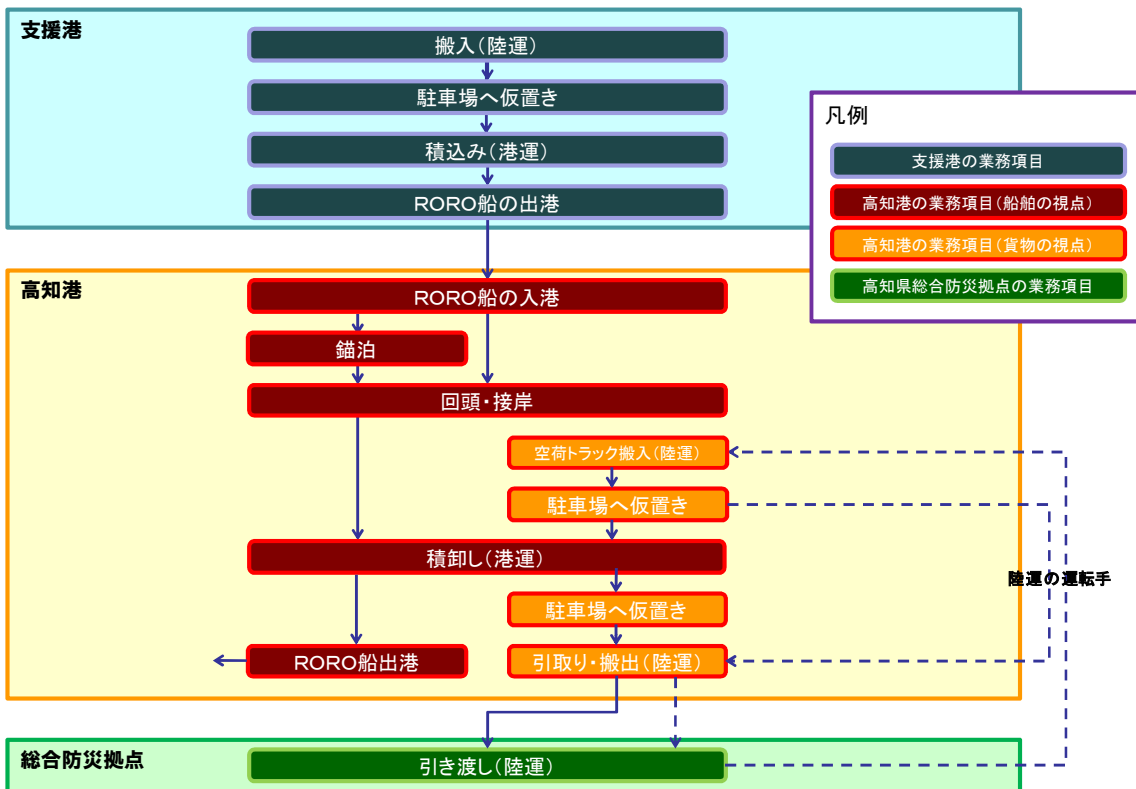 支援港
搬入(陸運)
駐車場へ仮置き
積込み(港運)
RORO船の出港
凡例
支援港の業務項目
高知港の業務項目(船舶の視点)
高知港の業務項目(貨物の視点)
高知県総合防災拠点の業務項目
高知港
RORO船の入港
錨泊
回頭・接岸
空荷トラック搬入(陸運)
駐車場へ仮置き
積卸し(港運)
陸運の運転手
駐車場へ仮置き
RORO船出港
引取り・搬出(陸運)
総合防災拠点
引き渡し(陸運)